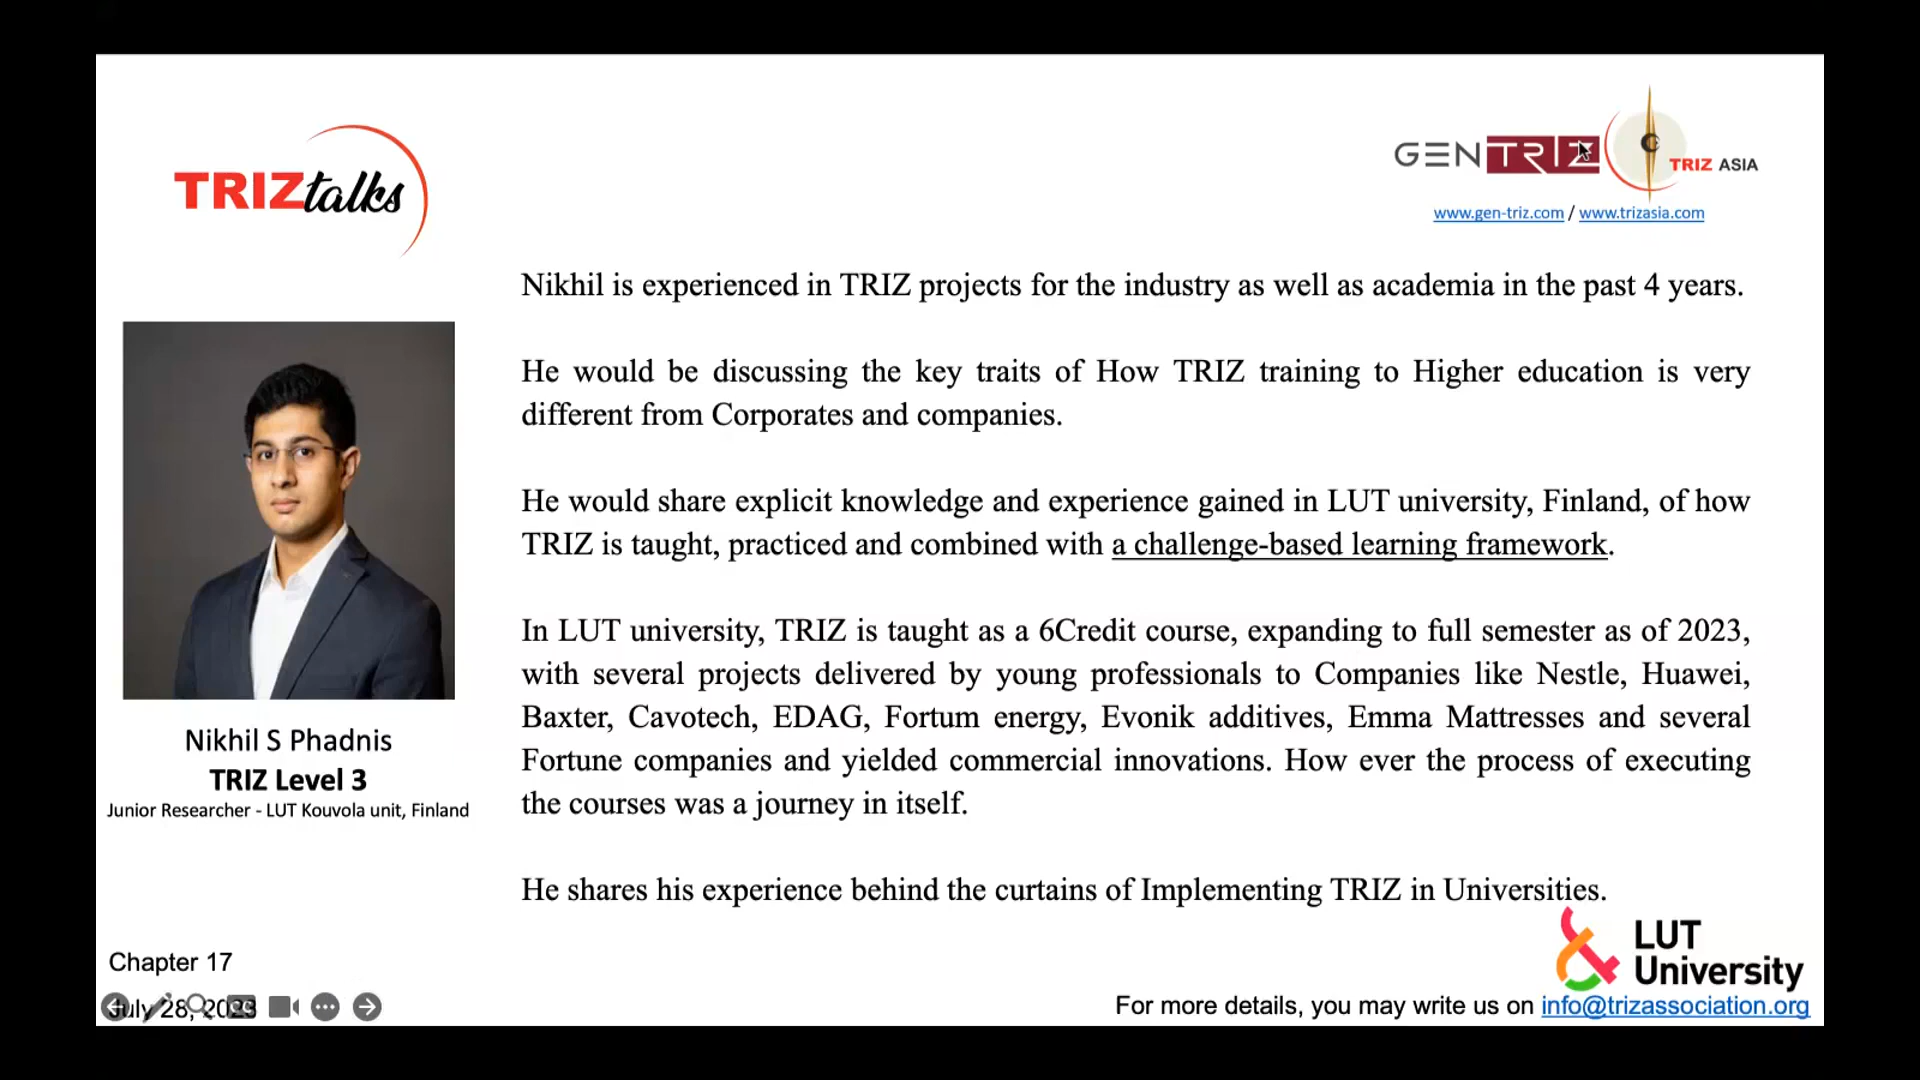 TRIZtalks
GENTRIZ
TRIZ ASIA
www.gen-triz.com / www.trizasia.com
Nikhil is experienced in TRIZ projects for the industry as well as academia in the past 4 years.
He would be discussing the key traits of How TRIZ training to Higher education is very
different from Corporates and companies.
He would share explicit knowledge and experience gained in LUT university, Finland, of how
TRIZ is taught, practiced and combined with a challenge-based learning framework.
In LUT university, TRIZ is taught as a 6Credit course, expanding to full semester as of 2023,
with several projects delivered by young professionals to Companies like Nestle, Huawei,
Baxter, Cavotech, EDAG, Fortum energy, Evonik additives, Emma Mattresses and several
Fortune companies and yielded commercial innovations. How ever the process of executing
the courses was a journey in itself.
He shares his experience behind the curtains of Implementing TRIZ in Universities.
Nikhil S Phadnis
TRIZ Level 3
Junior Researcher - LUT Kouvola unit, Finland
Chapter 17
July 28, 2023
LUT
University
For more details, you may write us on info@trizassociation.org